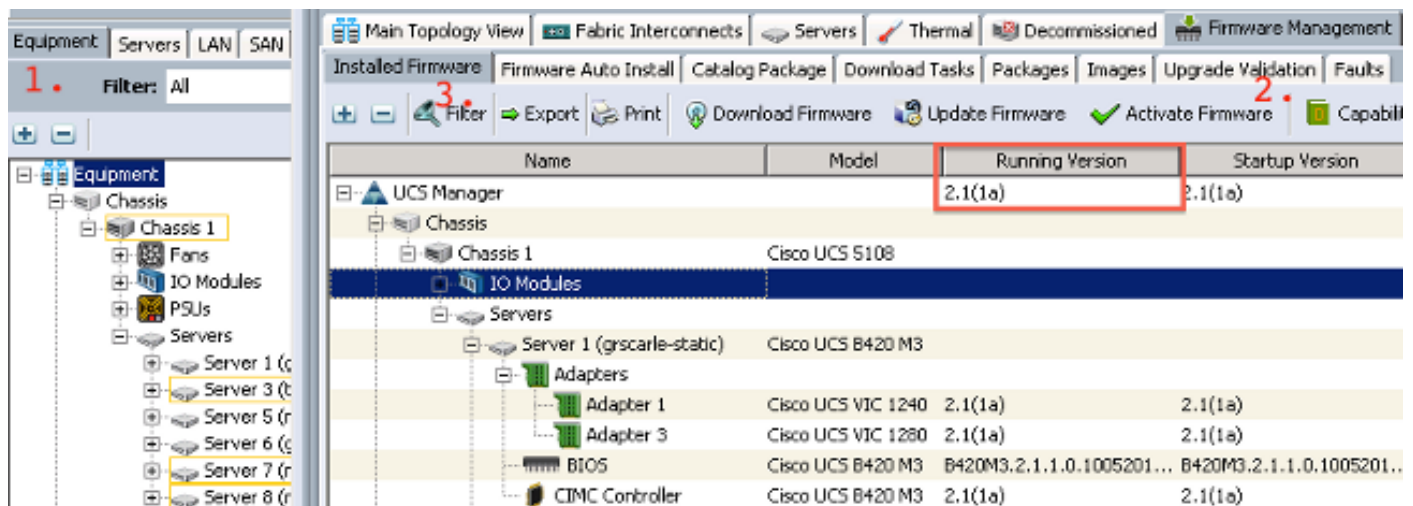 Equipment Servers LAN SAN
1.
Filter: All
Equipment
Chassis
Chassis 1
Fans
IO Modules
PSUs
Servers
Server 1 (
Server 3 (b
Server 5 (r
Server 6 (g
Server 7 (r
Server 8 (r
Main Topology View Fabric Interconnects Servers Thermal Decommissioned Firmware Management
Installed Firmware Firmware Auto Install Catalog Package Download Tasks Packages Images Upgrade Validation Faults
3. 2.
Filter Export Print Download Firmware Update Firmware Activate Firmware Capabili
Name Model Running Version Startup Version
UCS Manager 2.1(1a) 2.1(1a)
Chassis
Chassis 1 Cisco UCS 5108
IO Modules
Servers
Server 1 (grscarle-static) Cisco UCS B420 M3
Adapters
Adapter 1 Cisco UCS VIC 1240 2.1(1a) 2.1(1a)
Adapter 3 Cisco UCS VIC 1280 2.1(1a) 2.1(1a)
BIOS Cisco UCS B420 M3 B420M3.2.1.1.0.1005201... B420M3.2.1.1.0.1005201..
CIMC Controller Cisco UCS B420 M3 2.1(1a) 2.1(1a)